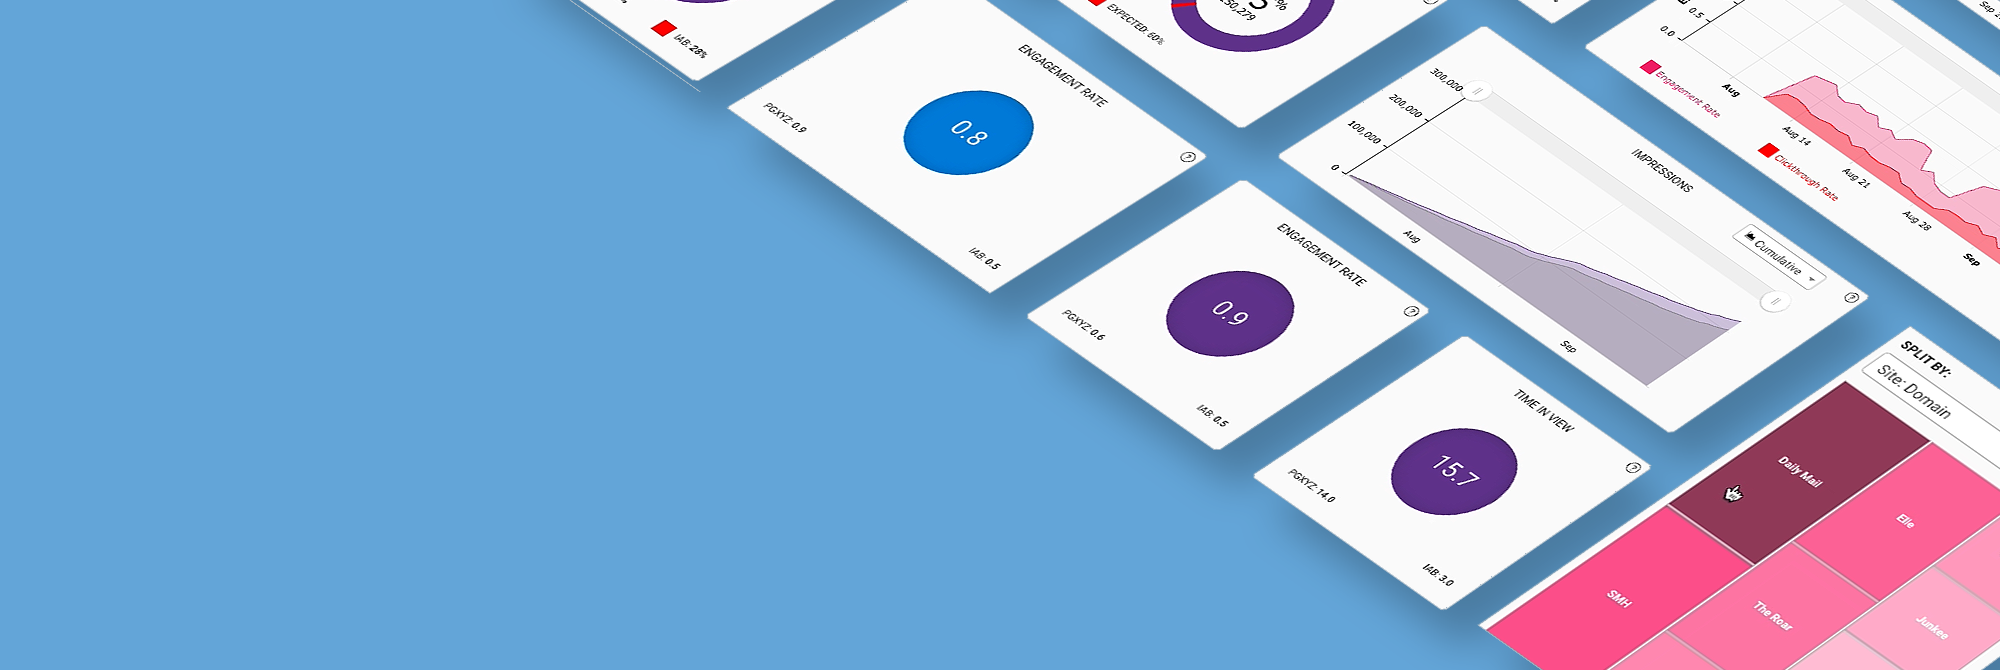 IAB: 28%
ENGAGEMENT RATE
0.8
PGXYZ: 0.9
IAB: 0.5
EXPECTED: 60%
%
50,279
ENGAGEMENT RATE
0.9
PGXYZ: 0.6
IAB: 0.5
TIME IN VIEW
15.7
PGXYZ: 14.0
IAB: 3.0
IMPRESSIONS
300,000
200,000
100,000
0
Aug
Sep
Cumulative
0.5
0.0
Engagement Rate
Clickthrough Rate
Aug
Aug 14
Aug 21
Aug 28
Sep
Sep
SPLIT BY:
Site: Domain
Daily Mail
Elle
SMH
The Roar
Junkee